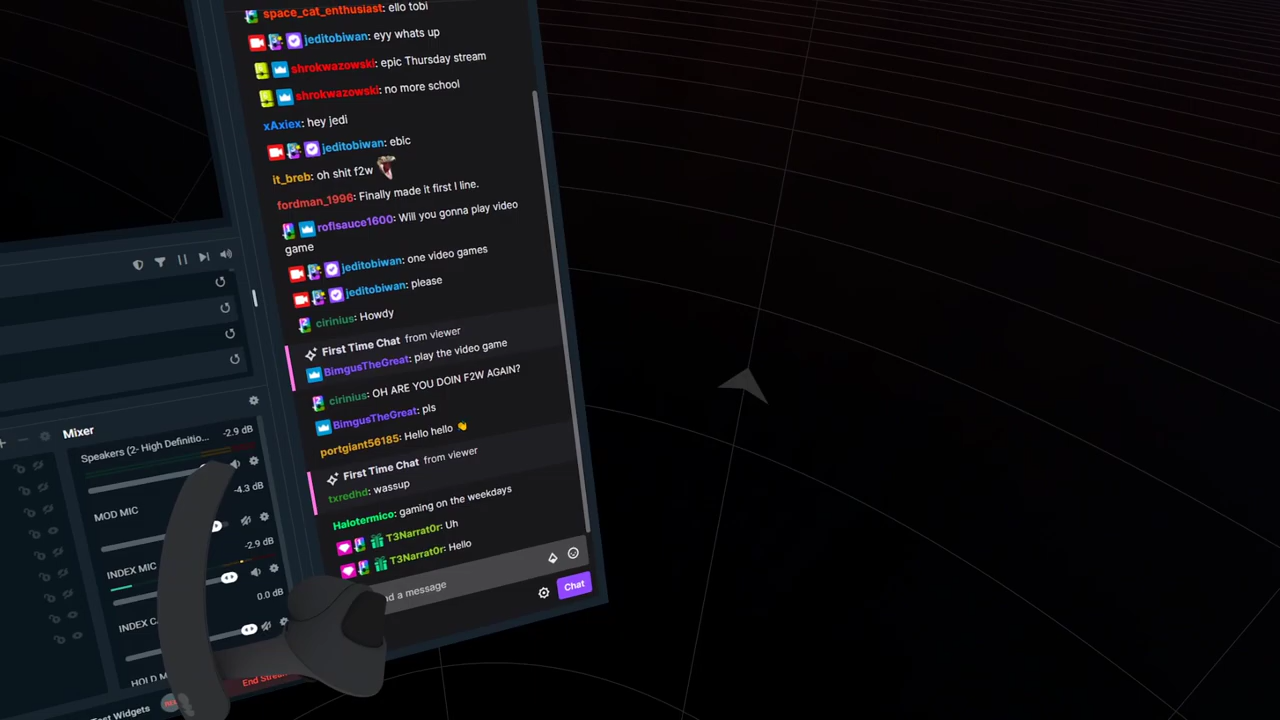 space_cat_enthusiast: ello tobi
jeditobiwan: eyy whats up
shrokwazowski: epic Thursday stream
shrokwazowski: no more school
xAxiex: hey jedi
jeditobiwan: ebic
it_breb: oh shit f2w
fordman_1996: Finally made it first I line.
roflsauce1600: Will you gonna play video
game
jeditobiwan: one video games
jeditobiwan: please
cirinius: Howdy
First Time Chat from viewer
BimgusTheGreat: play the video game
cirinius: OH ARE YOU DOIN F2W AGAIN?
BimgusTheGreat: pls
portgiant56185: Hello hello 👋
First Time Chat from viewer
txredhd: wassup
Halotermico: gaming on the weekdays
T3Narrat0r: Uh
T3Narrat0r: Hello
a message
Chat
Mixer
Speakers (2- High Definitio... -2.9 dB
MOD MIC -4.3 dB
INDEX MIC -2.9 dB
INDEX 0.0 dB
HOLD
End
Widgets